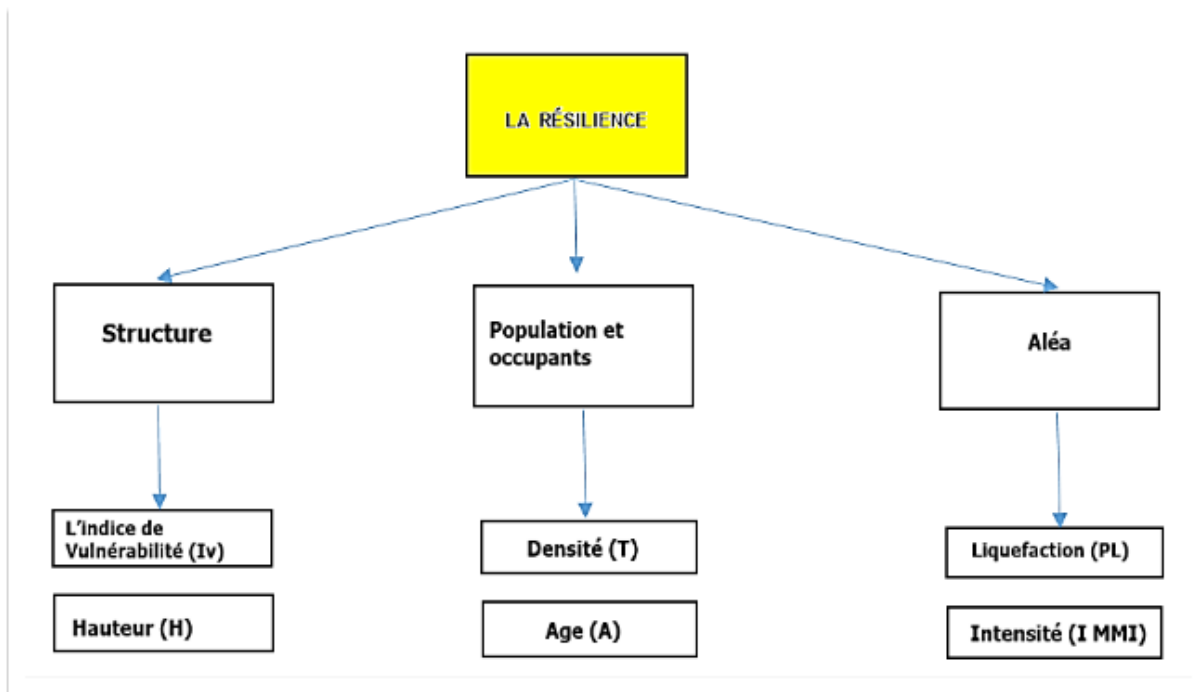 LA RÉSILIENCE
Structure
Population et
occupants
Aléa
L'indice de
Vulnérabilité (Iv)
Hauteur (H)
Densité (T)
Age (A)
Liquefaction (PL)
Intensité (I MMI)